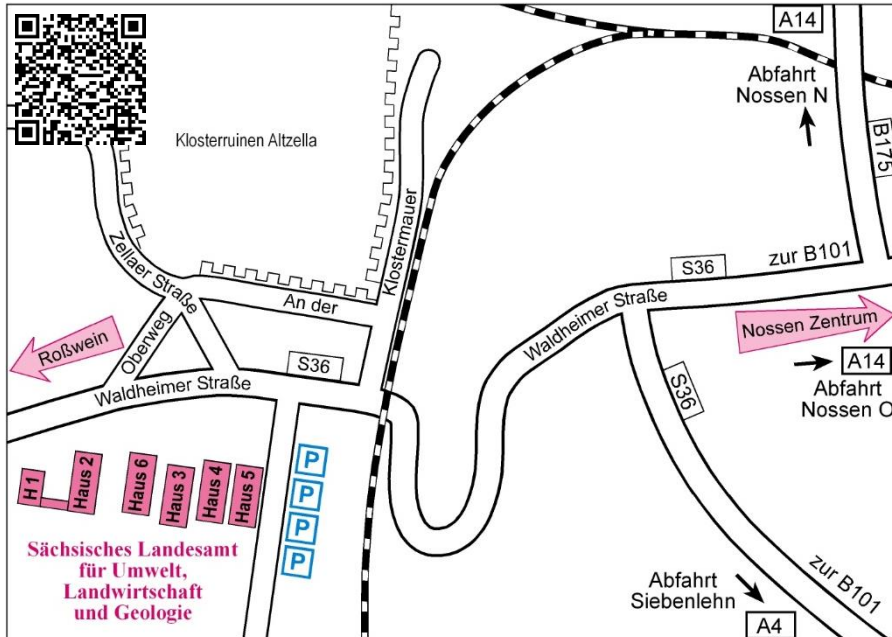 A14
Abfahrt
Nossen N
B175
Klosterruinen Altzella
Klostermauer
Zellaer Straße
An der
zur B101
S36
Waldheimer Straße
Nossen Zentrum
Roßwein
Oberweg
S36
Waldheimer Straße
A14
Abfahrt
Nossen O
S36
H 1
Haus 2
Haus 6
Haus 3
Haus 4
Haus 5
P
P
P
P
Sächsisches Landesamt
für Umwelt,
Landwirtschaft
und Geologie
zur B101
Abfahrt
Siebenlehn
A4